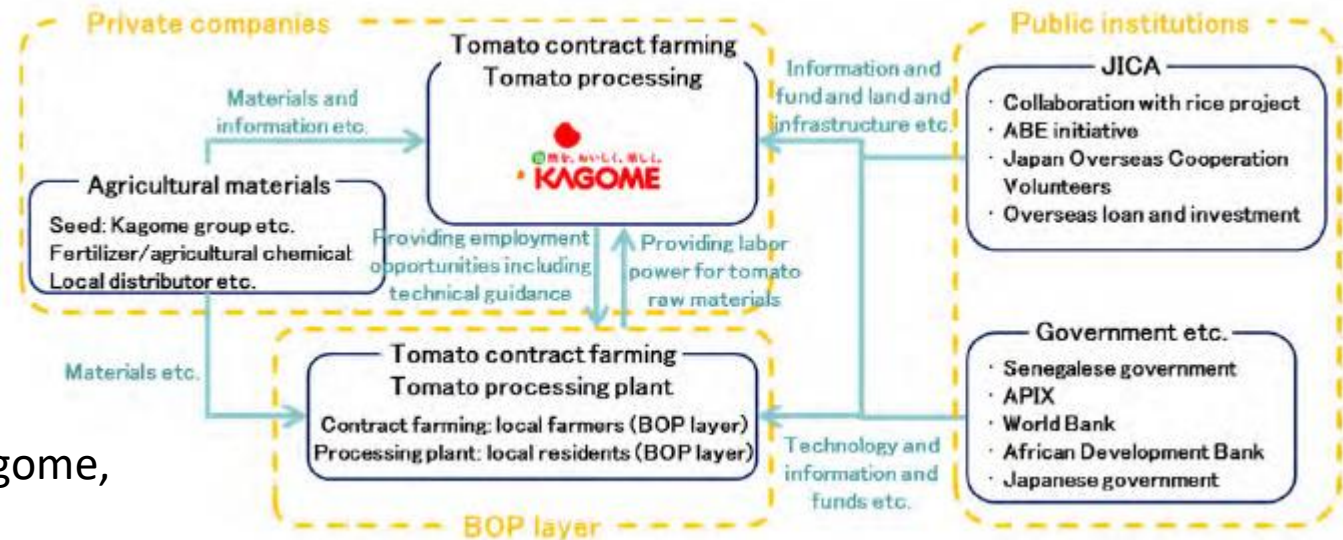 Private companies
Public institutions
Tomato contract farming
Tomato processing
KAGOME
Materials and
information etc.
Information and
fund and land and
infrastructure etc.
JICA
・Collaboration with rice project
・ABE initiative
・Japan Overseas Cooperation
Volunteers
・Overseas loan and investment
Agricultural materials
Seed: Kagome group etc.
Fertilizer/agricultural chemical
Local distributor etc.
Providing employment
opportunities including
technical guidance
Providing labor
power for tomato
raw materials
Materials etc.
Tomato contract farming
Tomato processing plant
Contract farming: local farmers (BOP layer)
Processing plant: local residents (BOP layer)
Government etc.
・Senegalese government
・APIX
・World Bank
・African Development Bank
・Japanese government
Technology and
information and
funds etc.
gome,
BOP layer